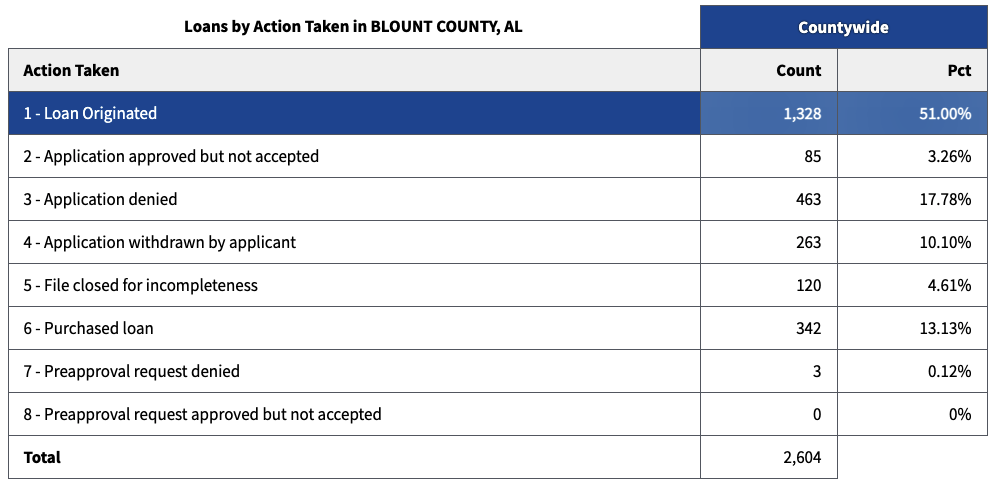 Loans by Action Taken in BLOUNT COUNTY, AL Countywide
Action Taken Count Pct
1 - Loan Originated 1,328 51.00%
2 - Application approved but not accepted 85 3.26%
3 - Application denied 463 17.78%
4 - Application withdrawn by applicant 263 10.10%
5 - File closed for incompleteness 120 4.61%
6 - Purchased loan 342 13.13%
7 - Preapproval request denied 3 0.12%
8 - Preapproval request approved but not accepted 0 0%
Total 2,604